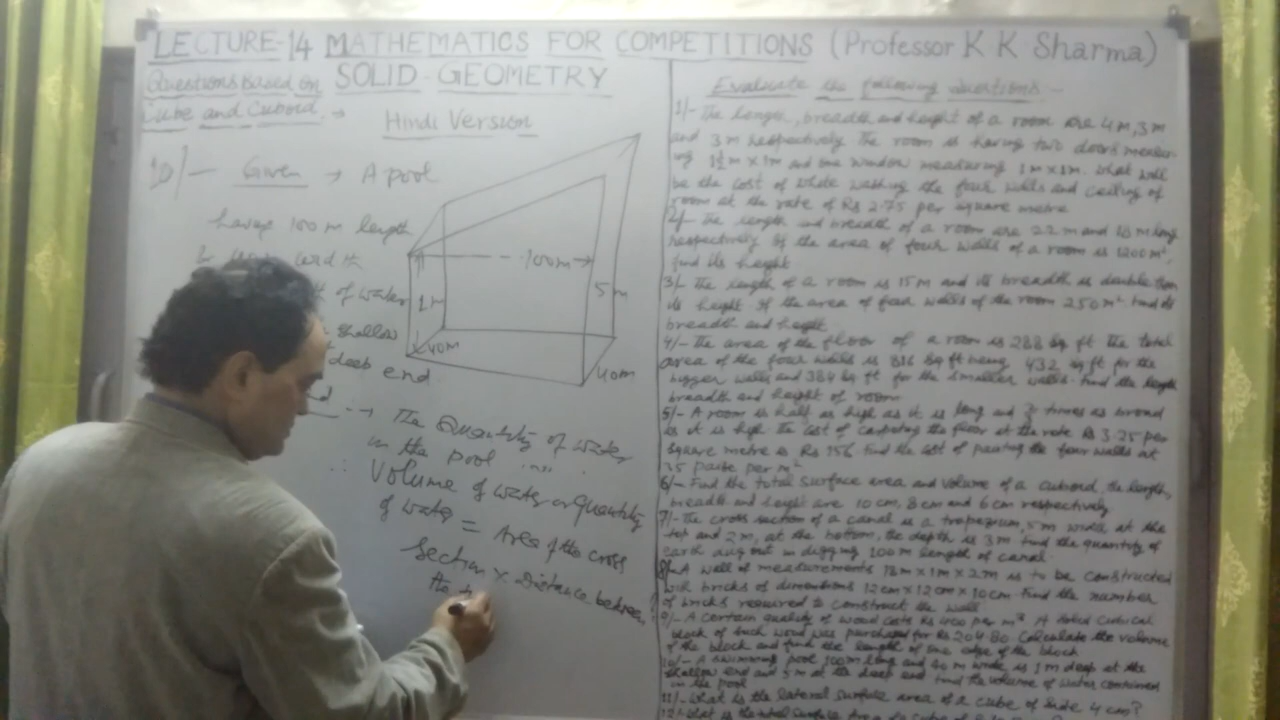 LECTURE-14 MATHEMATICS FOR COMPETITIONS (Professor K K Sharma)
SOLID-GEOMETRY
Questions Based on
Cube and Cuboid →
Hindi Version
10/- Given → A pool
having 100 m length
of water
shallow
deep end
100m
1m
5m
40m
40m
→ The Quantity of water
in the pool
∴ Volume of water or Quantity
of water = Area of the cross
Section × Distance between
the
Evaluate the following Questions -
1/- The length, breadth and height of a room are 4 m, 3 m
and 3 m respectively. The room is having two doors measur-
ing 1½ m × 1m and one window measuring 1m × 1m. What will
be the cost of white washing the four walls and ceiling of
room at the rate of Rs 2.75 per square metre
2/- The length and breadth of a room are 22 m and 18 m long
respectively If the area of four walls of a room is 1200 m².
find its height
3/- The length of a room is 15 m and its breadth is double than
its height If the area of four walls of the room 250 m² find its
breadth and height
4/- The area of the floor of a room is 288 sq ft the total
area of the four walls is 816 sq ft being 432 sq ft for the
bigger walls and 384 sq ft for the smaller walls. find the length
breadth and height of room
5/- A room is half as high as it is long and times as broad
as it is high The cost of carpeting the floor at the rate Rs 3.25 per
square metre is Rs 156 Find the cost of painting the four walls at
25 paise per m²
6/- Find the total surface area and volume of a cuboid, the length,
breadth and height are 10 cm, 8 cm and 6 cm respectively.
7/- The cross section of a canal is a trapezium, 5 m wide at the
top and 2 m, at the bottom, the depth is 3 m find the quantity of
earth dug out in digging 100 m length of canal.
8/- A wall of measurements 18m × 1m × 2m is to be constructed
with bricks of dimensions 12cm × 12cm × 10cm Find the number
of bricks required to construct the wall
9/- A certain quality of wood costs Rs 400 per m³ A solid cubical
block of such wood was purchased for Rs 204.80 Calculate the volume
of the block and find the length of one edge of the block
10/- A swimming pool 100m long and 40 m wide is 1 m deep at the
shallow end and 5 m at the deep end Find the volume of water contained
in the pool
11/- What is the lateral surface area of a cube of side 4 cm?
12/- What is the total surface Area